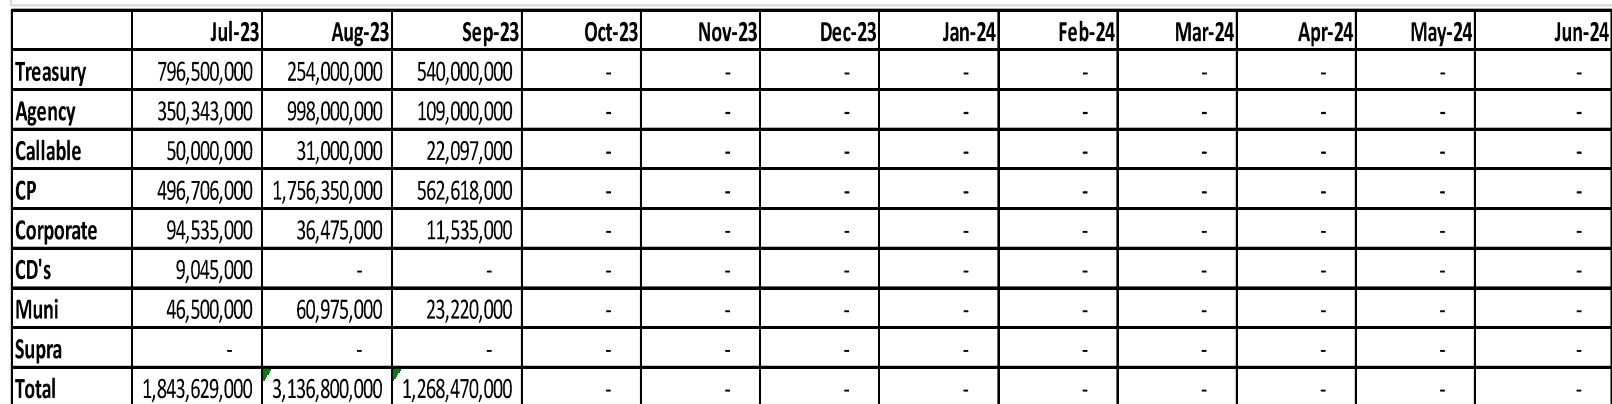 Jul-23 Aug-23 Sep-23 Oct-23 Nov-23 Dec-23 Jan-24 Feb-24 Mar-24 Apr-24 May-24 Jun-24
Treasury 796,500,000 254,000,000 540,000,000 - - - - - - - - -
Agency 350,343,000 998,000,000 109,000,000 - - - - - - - - -
Callable 50,000,000 31,000,000 22,097,000 - - - - - - - - -
CP 496,706,000 1,756,350,000 562,618,000 - - - - - - - - -
Corporate 94,535,000 36,475,000 11,535,000 - - - - - - - - -
CD's 9,045,000 - - - - - - - - - - -
Muni 46,500,000 60,975,000 23,220,000 - - - - - - - - -
Supra - - - - - - - - - - - -
Total 1,843,629,000 3,136,800,000 1,268,470,000 - - - - - - - - -